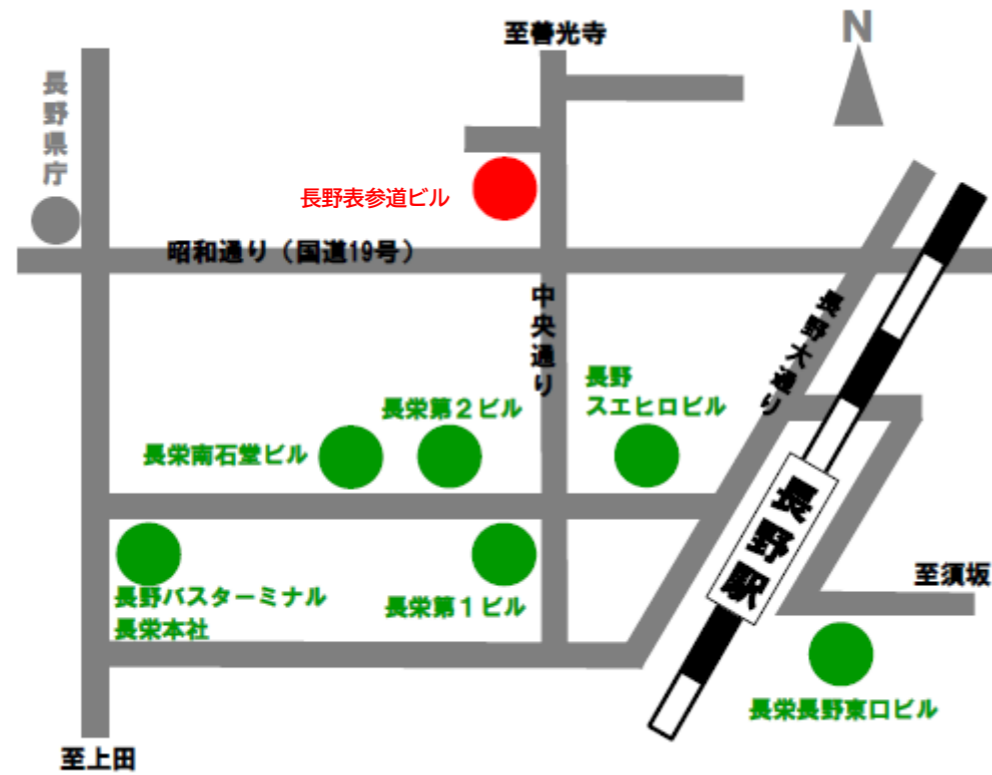 至善光寺
N
長野県庁
長野表参道ビル
昭和通り（国道19号）
中央通り
長野大通り
長野
スエヒロビル
長栄第２ビル
長栄南石堂ビル
長野駅
至須坂
長野バスターミナル
長栄本社
長栄第１ビル
長栄長野東口ビル
至上田